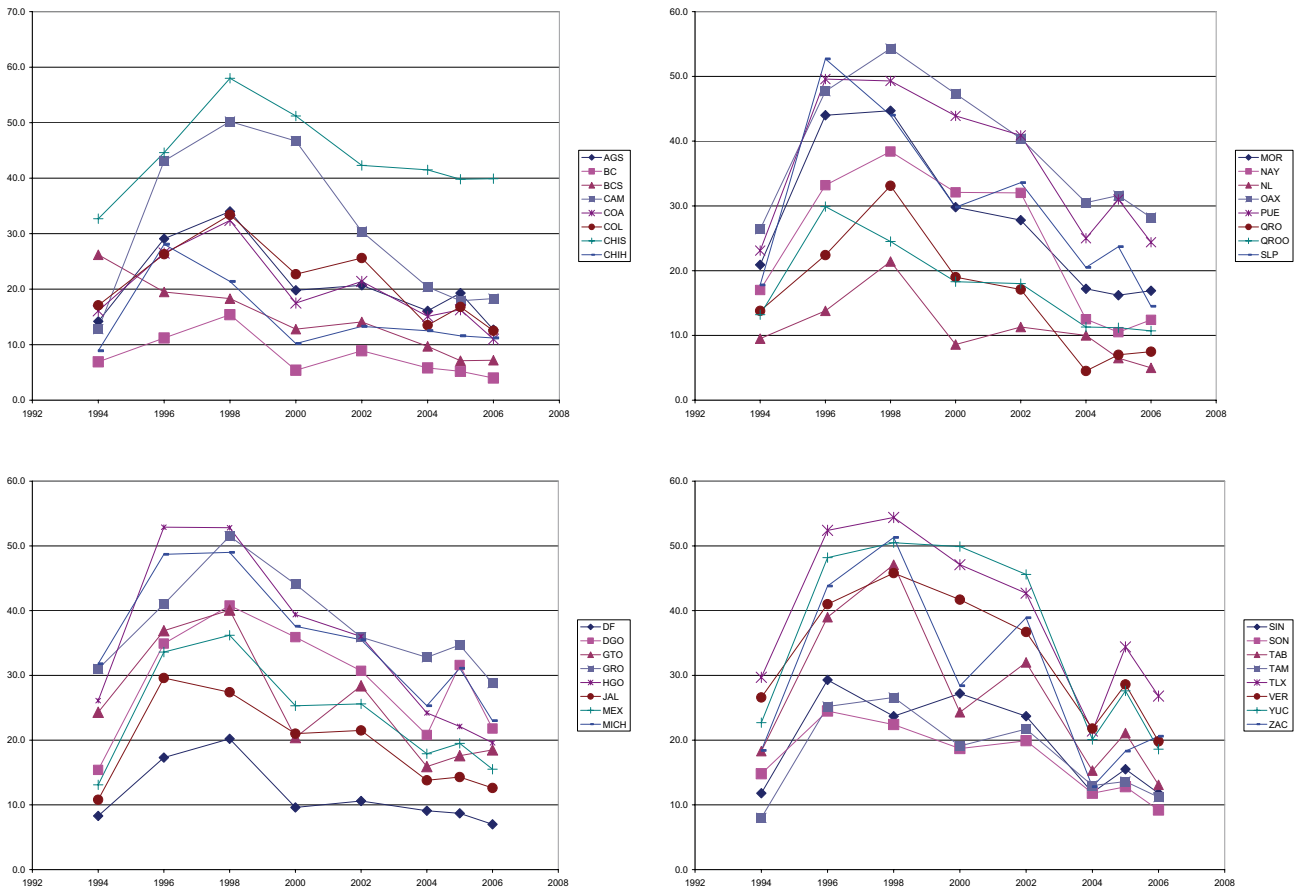 70.0
60.0
50.0
40.0
30.0
20.0
10.0
0.0
1992 1994 1996 1998 2000 2002 2004 2006 2008
AGS
BC
BCS
CAM
COA
COL
CHIS
CHIH
60.0
50.0
40.0
30.0
20.0
10.0
0.0
1992 1994 1996 1998 2000 2002 2004 2006 2008
MOR
NAY
NL
OAX
PUE
QRO
QROO
SLP
60.0
50.0
40.0
30.0
20.0
10.0
0.0
1992 1994 1996 1998 2000 2002 2004 2006 2008
DF
DGO
GTO
GRO
HGO
JAL
MEX
MICH
60.0
50.0
40.0
30.0
20.0
10.0
0.0
1992 1994 1996 1998 2000 2002 2004 2006 2008
SIN
SON
TAB
TAM
TLX
VER
YUC
ZAC